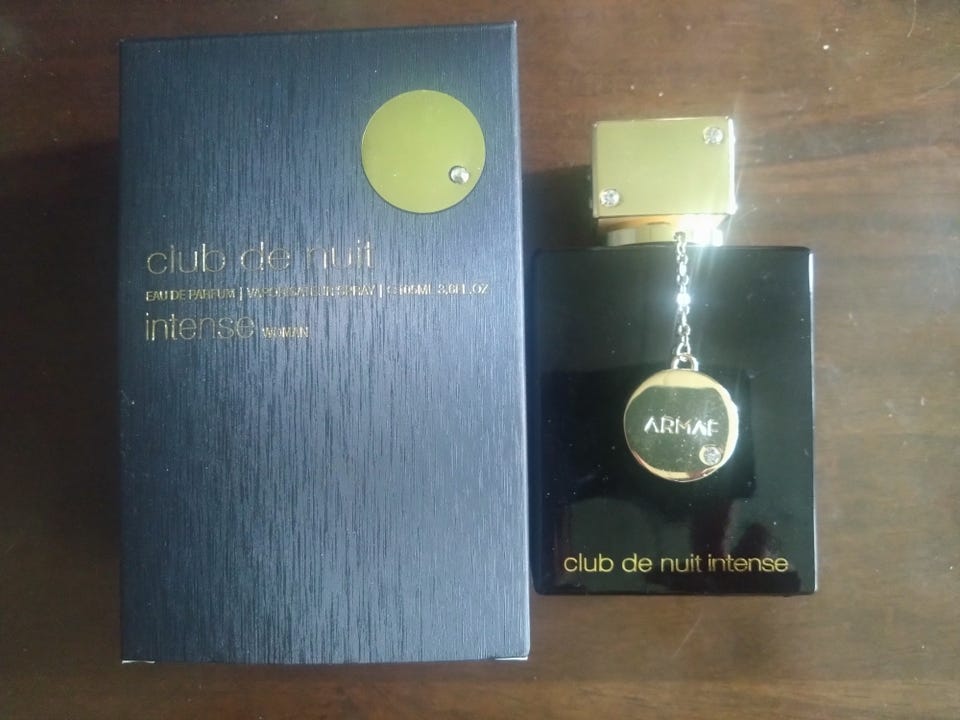 club de nuit
EAU DE PARFUM | VAPORISATEUR SPRAY | 105ML 3.6FL.OZ
intense WOMAN
ARMAF
club de nuit intense